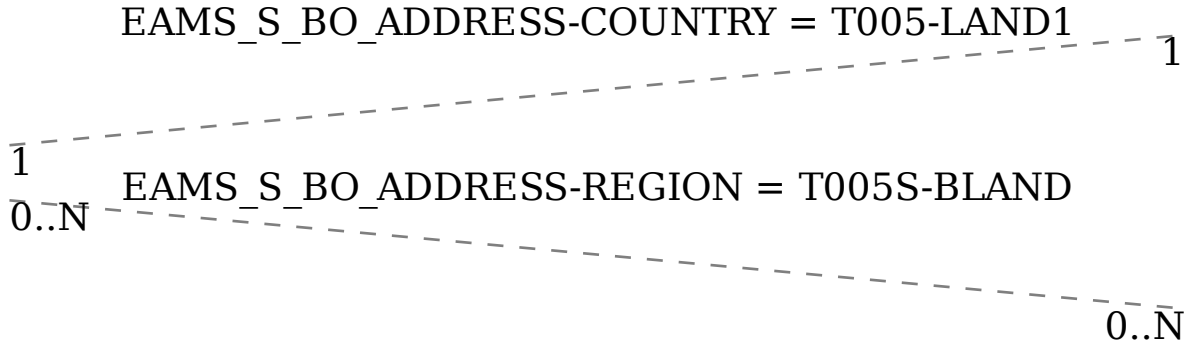 EAMS_S_BO_ADDRESS-COUNTRY = T005-LAND1
1
1
EAMS_S_BO_ADDRESS-REGION = T005S-BLAND
0..N
0..N